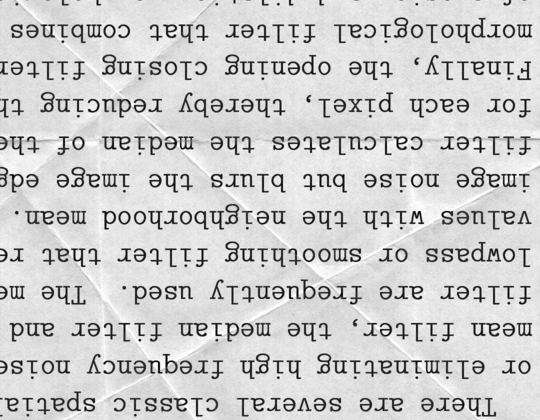 There are several classic spatial
or eliminating high frequency noise
mean filter, the median filter and
filter are frequently used. The me
lowpass or smoothing filter that re
values with the neighborhood mean.
image noise but blurs the image edg
filter calculates the median of the
for each pixel, thereby reducing th
Finally, the opening closing filter
morphological filter that combines